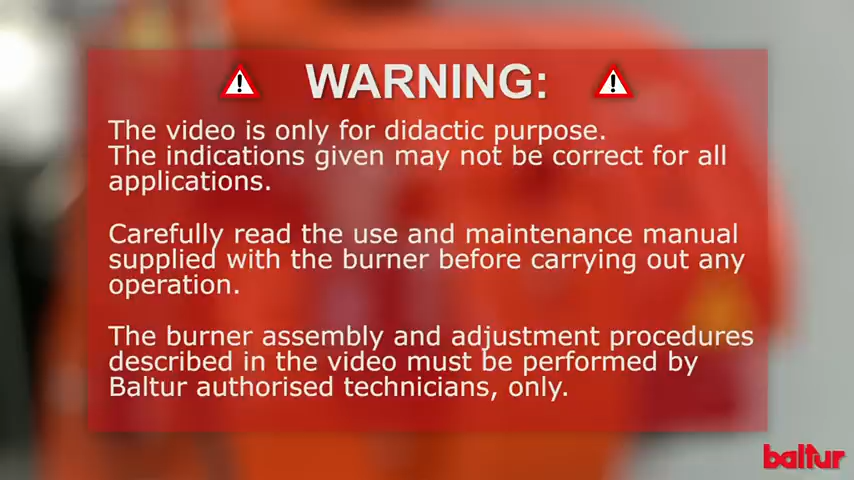 WARNING:
The video is only for didactic purpose.
The indications given may not be correct for all
applications.
Carefully read the use and maintenance manual
supplied with the burner before carrying out any
operation.
The burner assembly and adjustment procedures
described in the video must be performed by
Baltur authorised technicians, only.
baltur